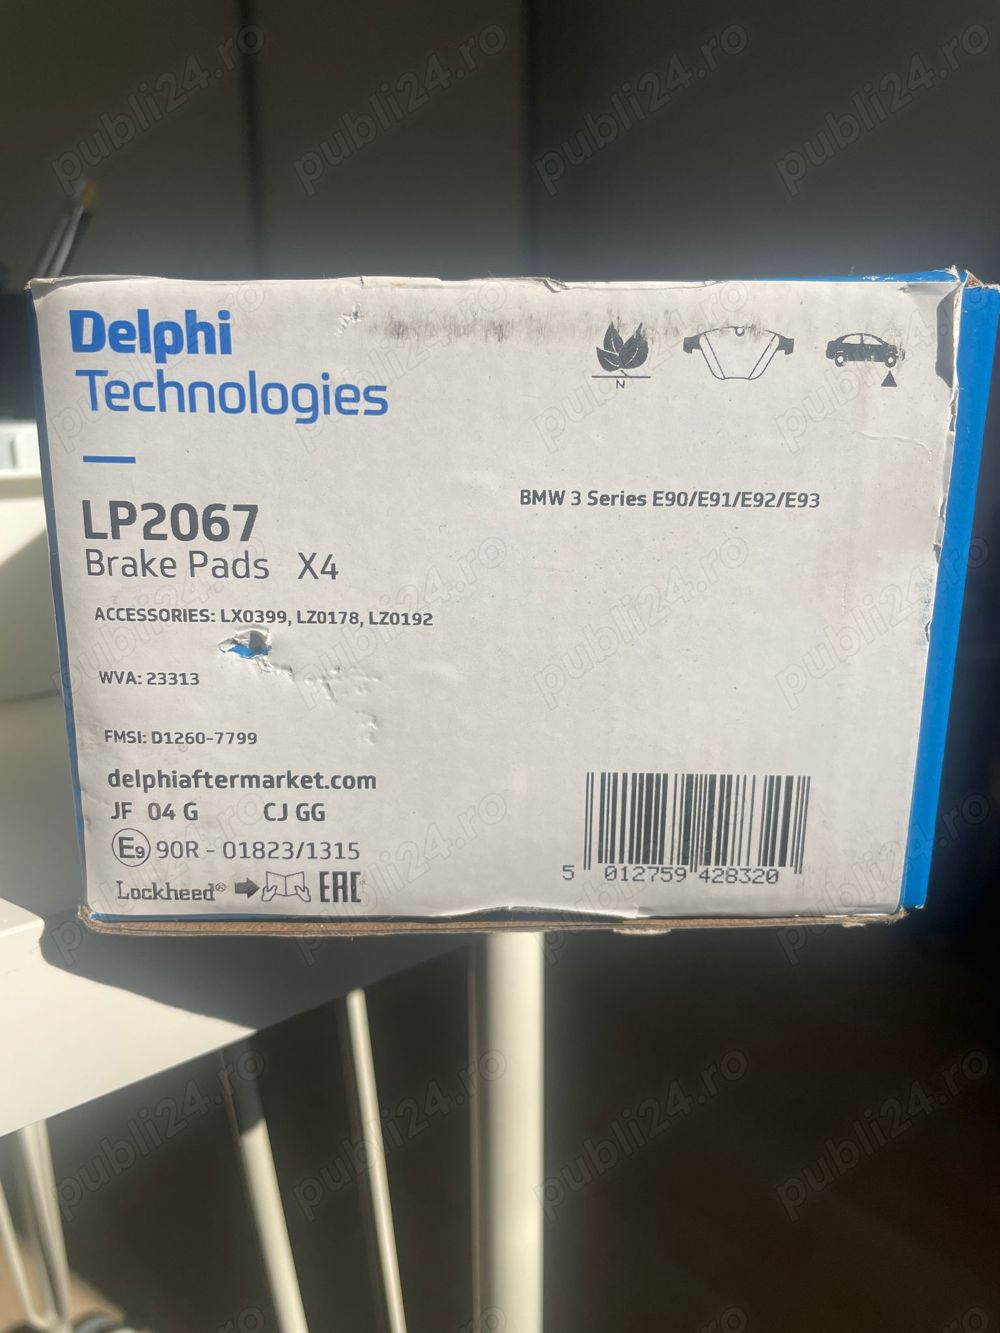 Delphi
Technologies
N
LP2067
Brake Pads X4
BMW 3 Series E90/E91/E92/E93
ACCESSORIES: LX0399, LZ0178, LZ0192
WVA: 23313
FMSI: D1260-7799
delphiaftermarket.com
JF 04 G CJ GG
E9 90R - 01823/1315
Lockheed® EAC
5 012759 428320
publi24.ro